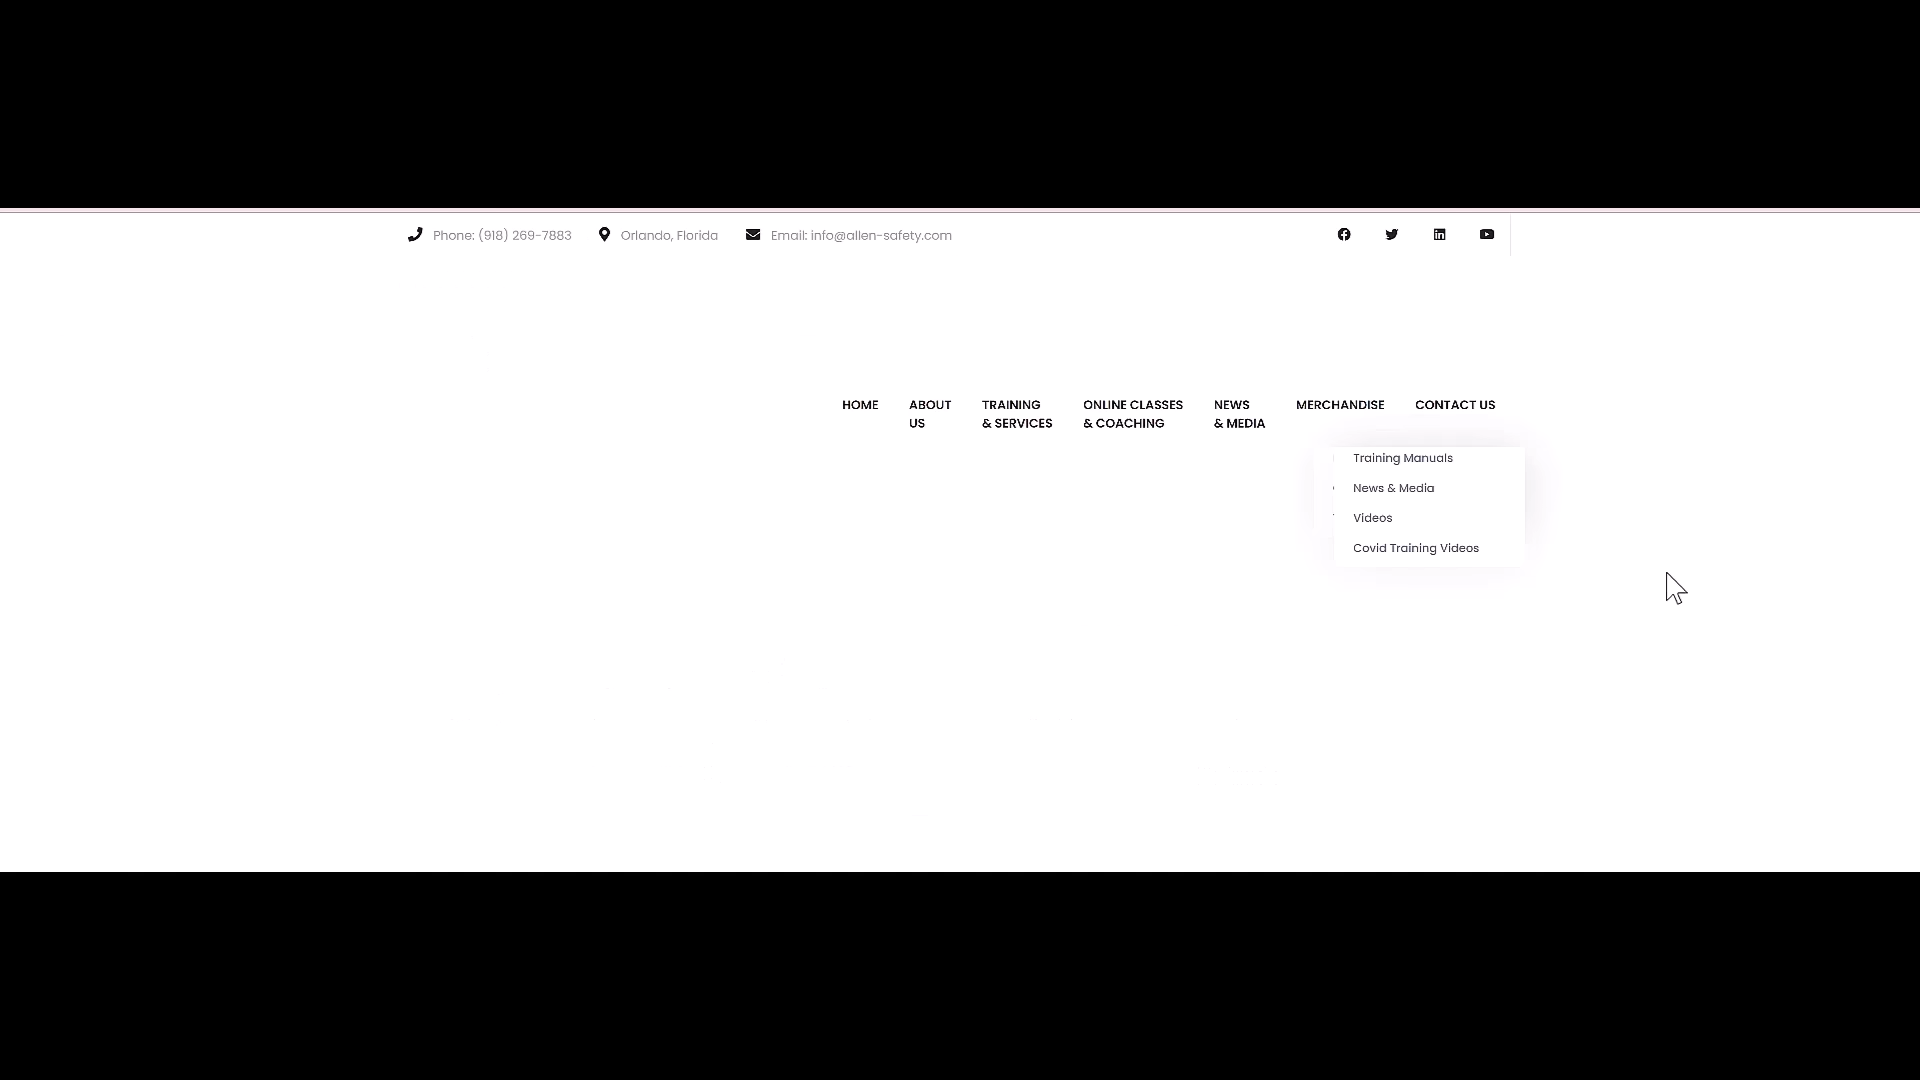 Phone: (918) 269-7883
Orlando, Florida
Email: info@allen-safety.com
HOME
ABOUT
US
TRAINING
& SERVICES
ONLINE CLASSES
& COACHING
NEWS
& MEDIA
MERCHANDISE
CONTACT US
Training Manuals
News & Media
Videos
Covid Training Videos